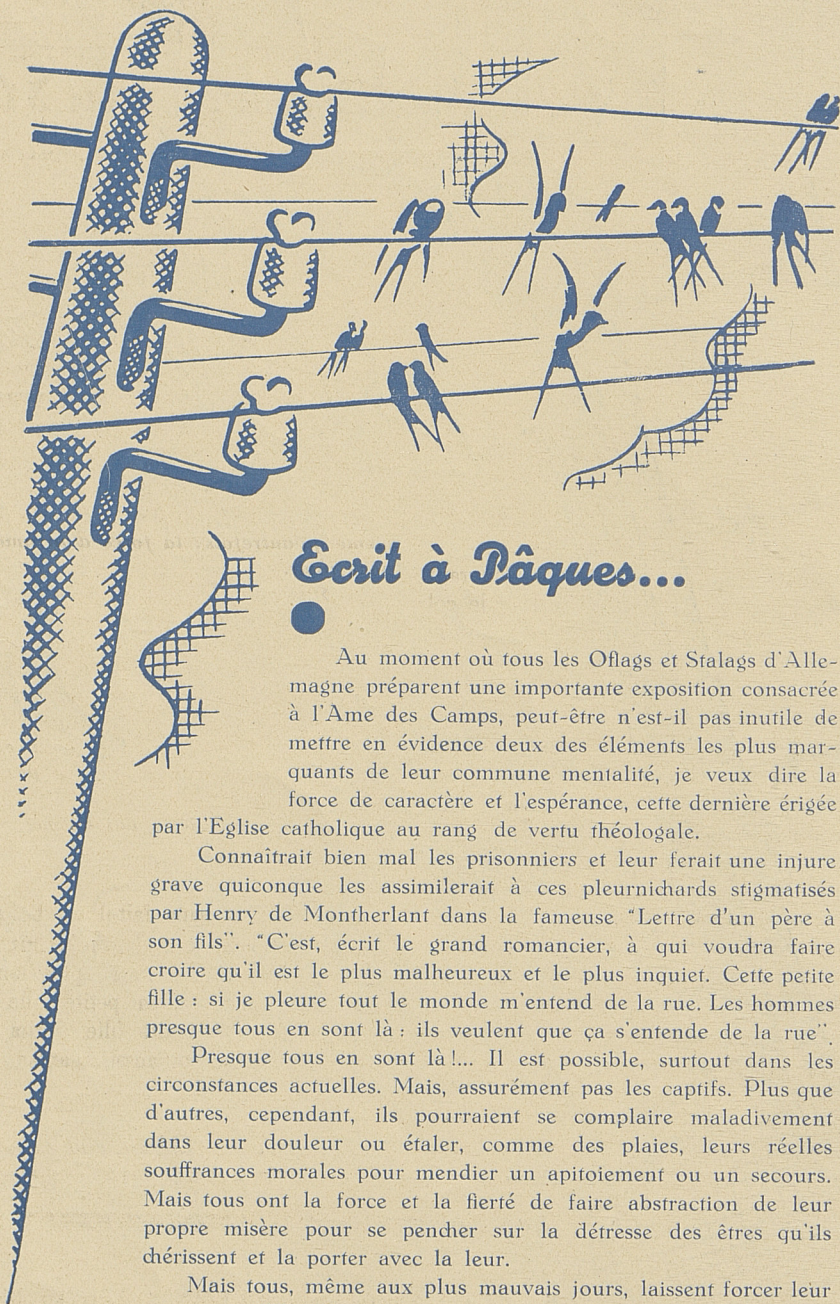 Ecrit à Pâques...
Au moment où tous les Oflags et Stalags d'Alle-
magne préparent une importante exposition consacrée
à l'Ame des Camps, peut-être n'est-il pas inutile de
mettre en évidence deux des éléments les plus mar-
quants de leur commune mentalité, je veux dire la
force de caractère et l'espérance, cette dernière érigée
par l'Eglise catholique au rang de vertu théologale.
Connaîtrait bien mal les prisonniers et leur ferait une injure
grave quiconque les assimilerait à ces pleurnichards stigmatisés
par Henry de Montherlant dans la fameuse "Lettre d'un père à
son fils". "C'est, écrit le grand romancier, à qui voudra faire
croire qu'il est le plus malheureux et le plus inquiet. Cette petite
fille : si je pleure tout le monde m'entend de la rue. Les hommes
presque tous en sont là : ils veulent que ça s'entende de la rue".
Presque tous en sont là !... Il est possible, surtout dans les
circonstances actuelles. Mais, assurément pas les captifs. Plus que
d'autres, cependant, ils pourraient se complaire maladivement
dans leur douleur ou étaler, comme des plaies, leurs réelles
souffrances morales pour mendier un apitoiement ou un secours.
Mais tous ont la force et la fierté de faire abstraction de leur
propre misère pour se pencher sur la détresse des êtres qu'ils
chérissent et la porter avec la leur.
Mais tous, même aux plus mauvais jours, laissent forcer leur